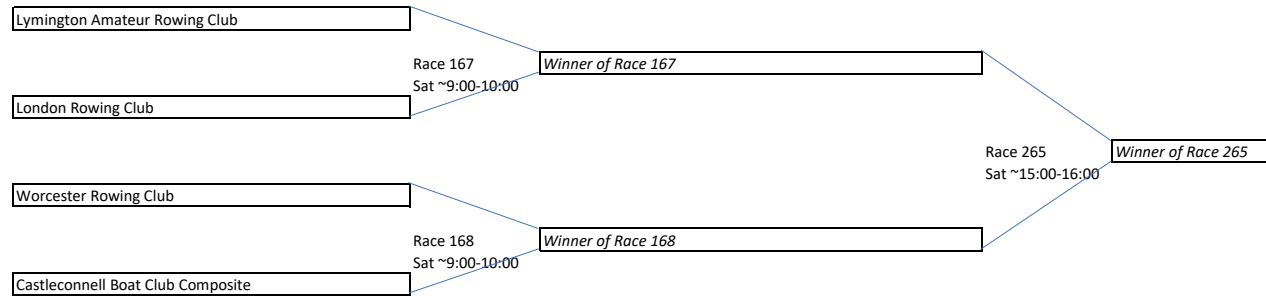 Lymington Amateur Rowing Club
Race 167
Winner of Race 167
Sat ~9:00-10:00
London Rowing Club
Race 265
Winner of Race 265
Sat ~15:00-16:00
Worcester Rowing Club
Race 168
Winner of Race 168
Sat ~9:00-10:00
Castleconnell Boat Club Composite